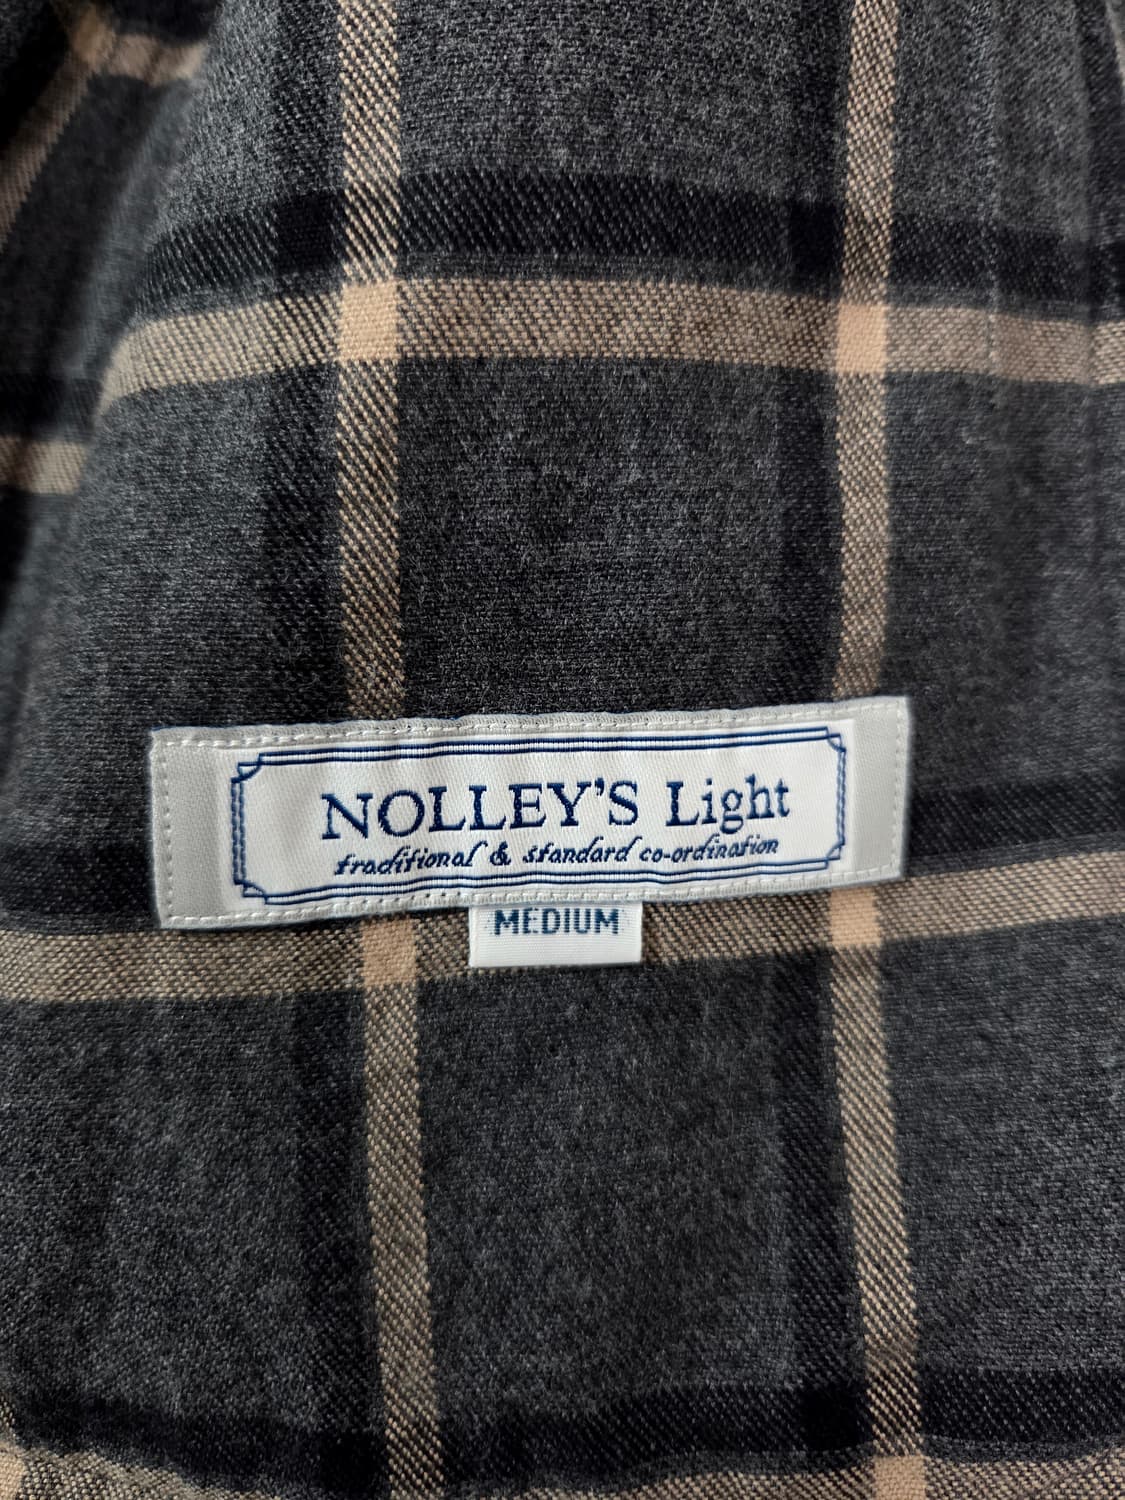 NOLLEY'S Light
traditional & standard co-ordination
MEDIUM